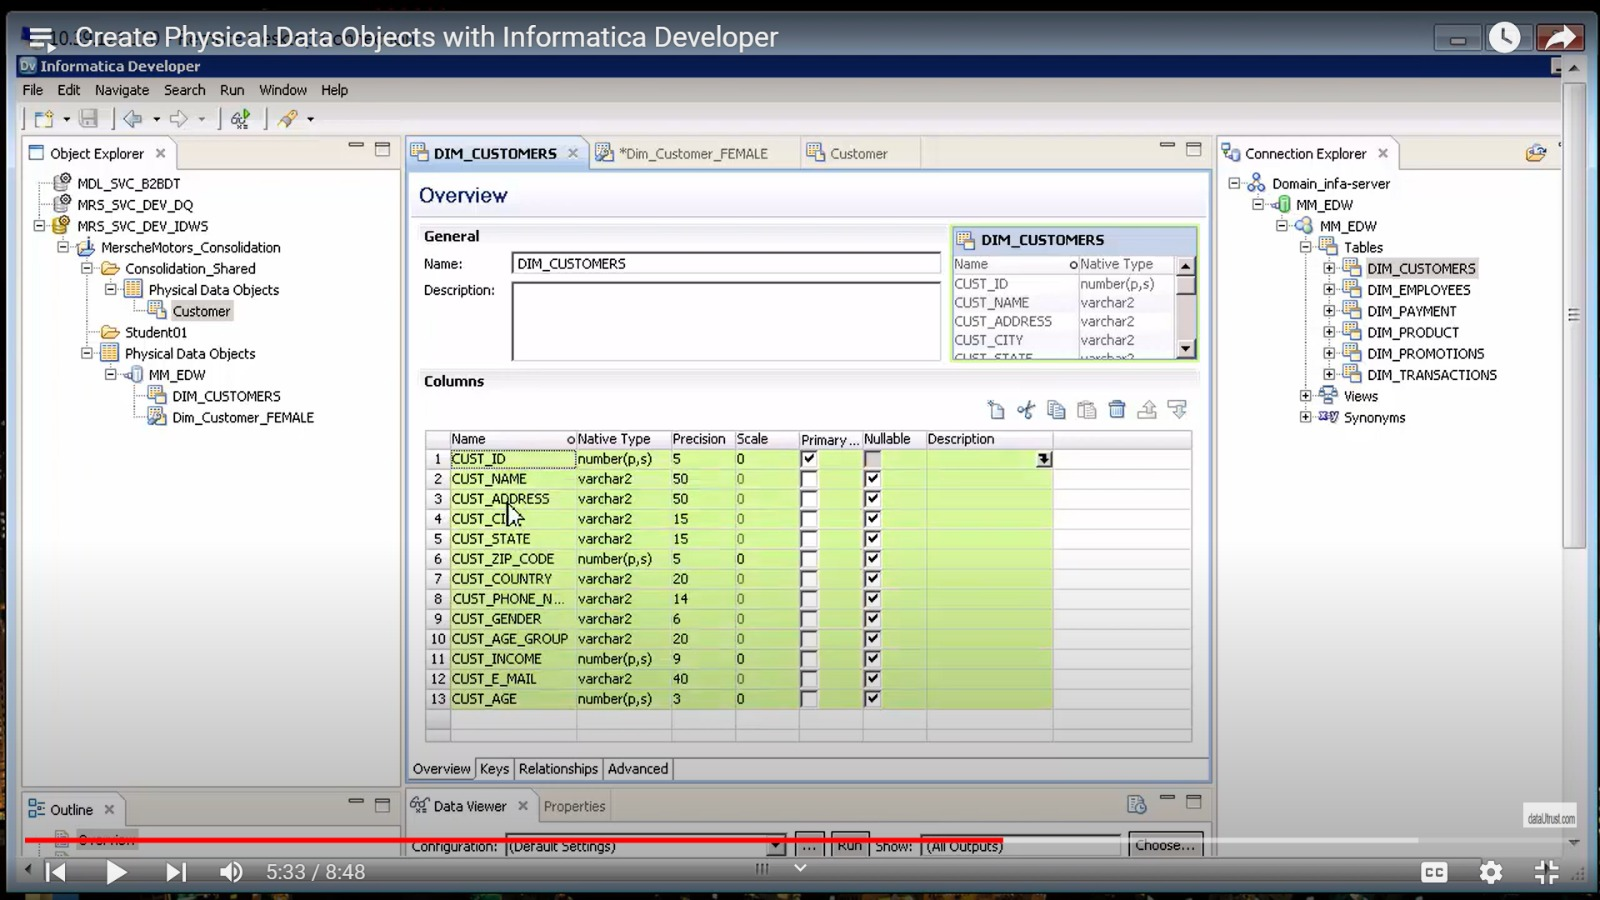 Create Physical Data Objects with Informatica Developer
Informatica Developer
File Edit Navigate Search Run Window Help
Object Explorer
MDL_SVC_B2BDT
MRS_SVC_DEV_DQ
MRS_SVC_DEV_IDWS
MerscheMotors_Consolidation
Consolidation_Shared
Physical Data Objects
Customer
Student01
Physical Data Objects
MM_EDW
DIM_CUSTOMERS
Dim_Customer_FEMALE
Outline
Overview
DIM_CUSTOMERS *Dim_Customer_FEMALE Customer
Overview
General
Name: DIM_CUSTOMERS
Description:
DIM_CUSTOMERS
Name Native Type
CUST_ID number(p,s)
CUST_NAME varchar2
CUST_ADDRESS varchar2
CUST_CITY varchar2
CUST_STATE varchar2
Columns
Name Native Type Precision Scale Primary ... Nullable Description
1 CUST_ID number(p,s) 5 0
2 CUST_NAME varchar2 50 0
3 CUST_ADDRESS varchar2 50 0
4 CUST_CITY varchar2 15 0
5 CUST_STATE varchar2 15 0
6 CUST_ZIP_CODE number(p,s) 5 0
7 CUST_COUNTRY varchar2 20 0
8 CUST_PHONE_N... varchar2 14 0
9 CUST_GENDER varchar2 6 0
10 CUST_AGE_GROUP varchar2 20 0
11 CUST_INCOME number(p,s) 9 0
12 CUST_E_MAIL varchar2 40 0
13 CUST_AGE number(p,s) 3 0
Overview Keys Relationships Advanced
Data Viewer Properties
Configuration: (Default Settings) ... Run Show: (All Outputs) Choose...
Connection Explorer
Domain_infa-server
MM_EDW
MM_EDW
Tables
DIM_CUSTOMERS
DIM_EMPLOYEES
DIM_PAYMENT
DIM_PRODUCT
DIM_PROMOTIONS
DIM_TRANSACTIONS
Views
Synonyms
dataUtrust.com
5:33 / 8:48
CC